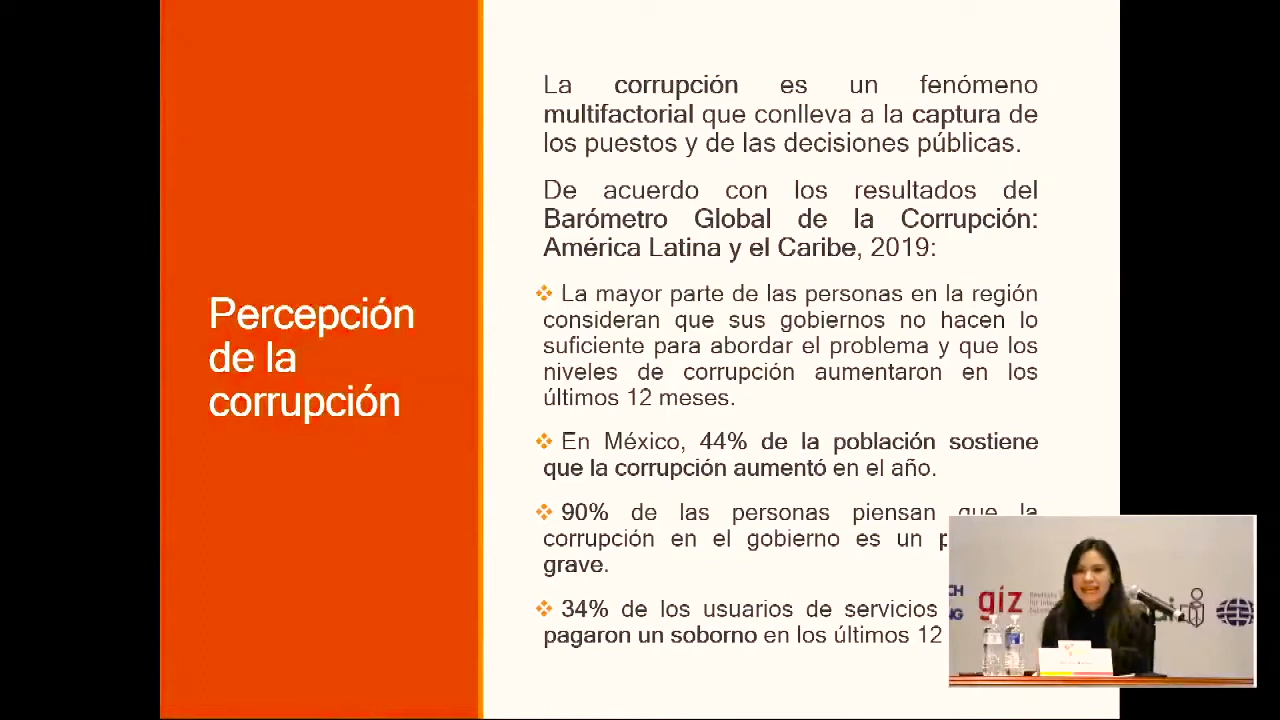 Percepción
de la
corrupción
La corrupción es un fenómeno
multifactorial que conlleva a la captura de
los puestos y de las decisiones públicas.
De acuerdo con los resultados del
Barómetro Global de la Corrupción:
América Latina y el Caribe, 2019:
❖ La mayor parte de las personas en la región
consideran que sus gobiernos no hacen lo
suficiente para abordar el problema y que los
niveles de corrupción aumentaron en los
últimos 12 meses.
❖ En México, 44% de la población sostiene
que la corrupción aumentó en el año.
❖ 90% de las personas piensan que la
corrupción en el gobierno es un
grave.
❖ 34% de los usuarios de servicios
pagaron un soborno en los últimos 12
giz